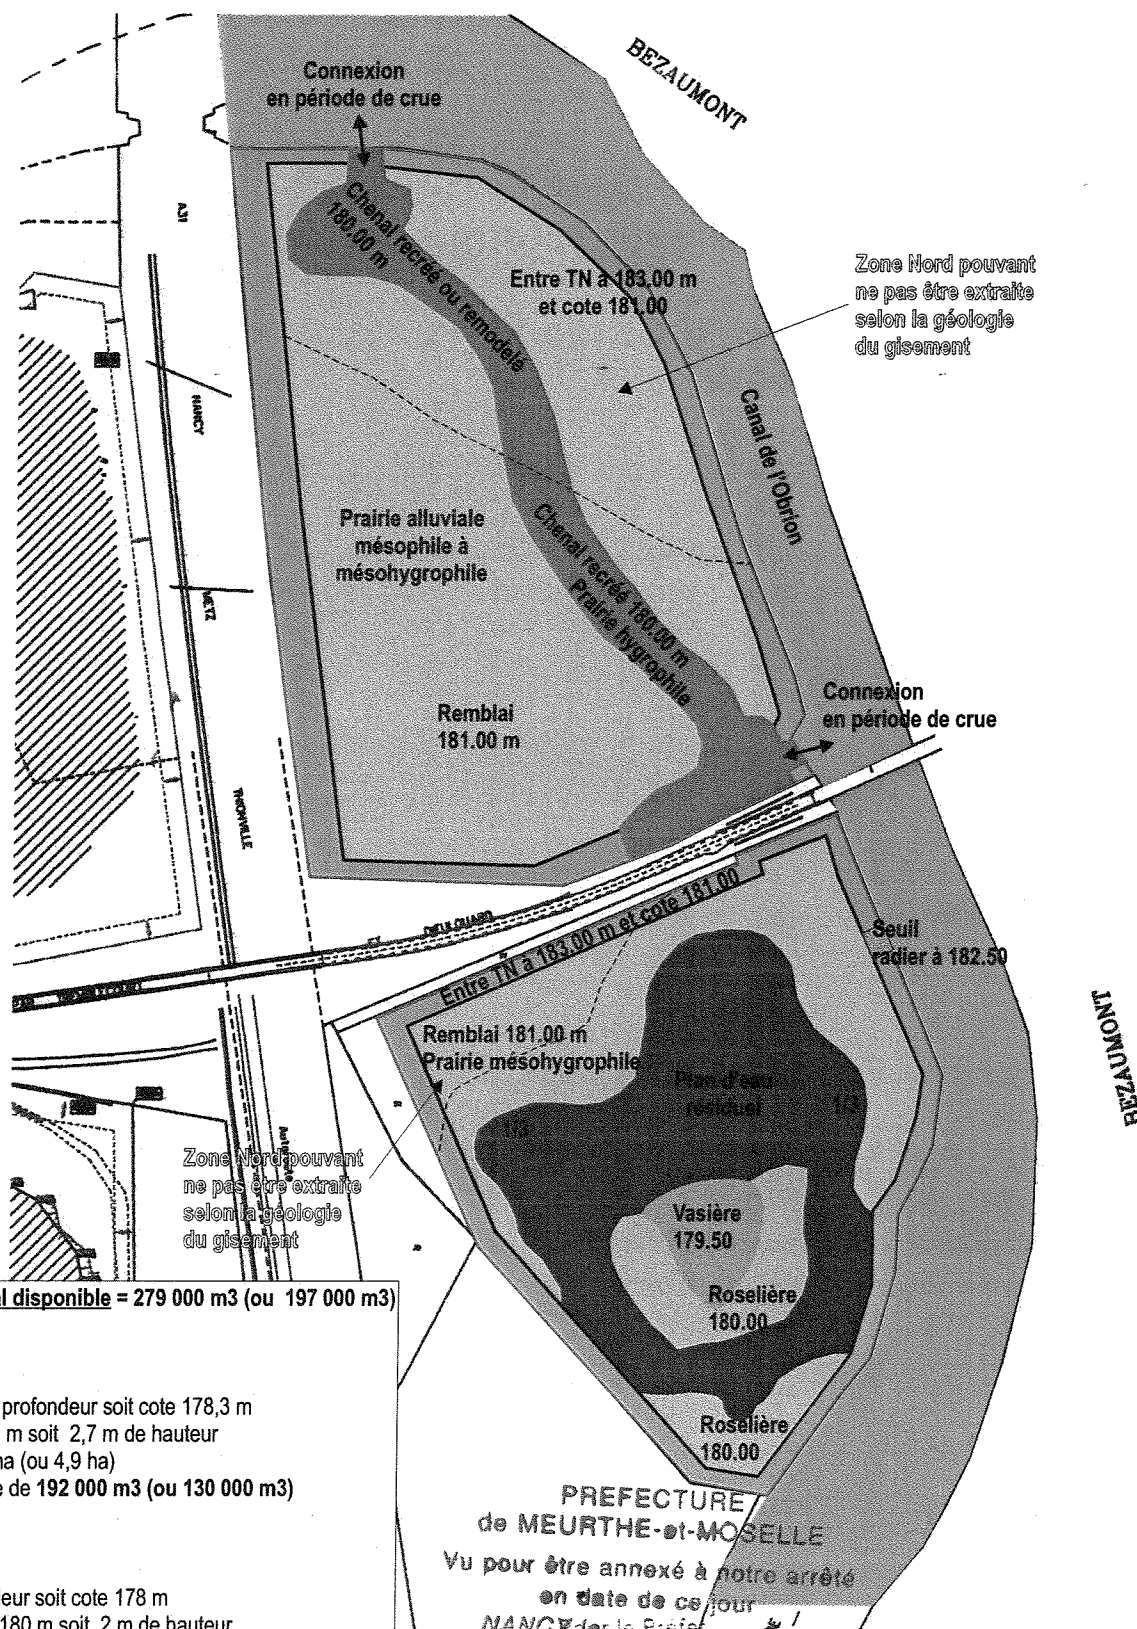 BEZAUMONT
Connexion
en période de crue
A31
Chenal recréé ou remodelé
180.00 m
Entre TN à 183.00 m
et cote 181.00
Zone Nord pouvant
ne pas être extraite
selon la géologie
du gisement
NANCY
Canal de l'Obrion
Prairie alluviale
mésophile à
mésohygrophile
Chenal recréé 180.00 m
Prairie hygrophile
METZ
Remblai
181.00 m
Connexion
en période de crue
THIONVILLE
Entre TN à 183.00 m et cote 181.00
DIEULOUARD
Seuil
radier à 182.50
BEZAUMONT
Remblai 181.00 m
Prairie mésohygrophile
Plan d'eau
résiduel
1/3
1/3
Autoroute
Zone Nord pouvant
ne pas être extraite
selon la géologie
du gisement
Vasière
179.50
Roselière
180.00
l disponible = 279 000 m3 (ou 197 000 m3)
profondeur soit cote 178,3 m
m soit 2,7 m de hauteur
ha (ou 4,9 ha)
e de 192 000 m3 (ou 130 000 m3)
Roselière
180.00
PREFECTURE
de MEURTHE-et-MOSELLE
Vu pour être annexé à notre arrêté
en date de ce jour
eur soit cote 178 m
180 m soit 2 m de hauteur
NANCY